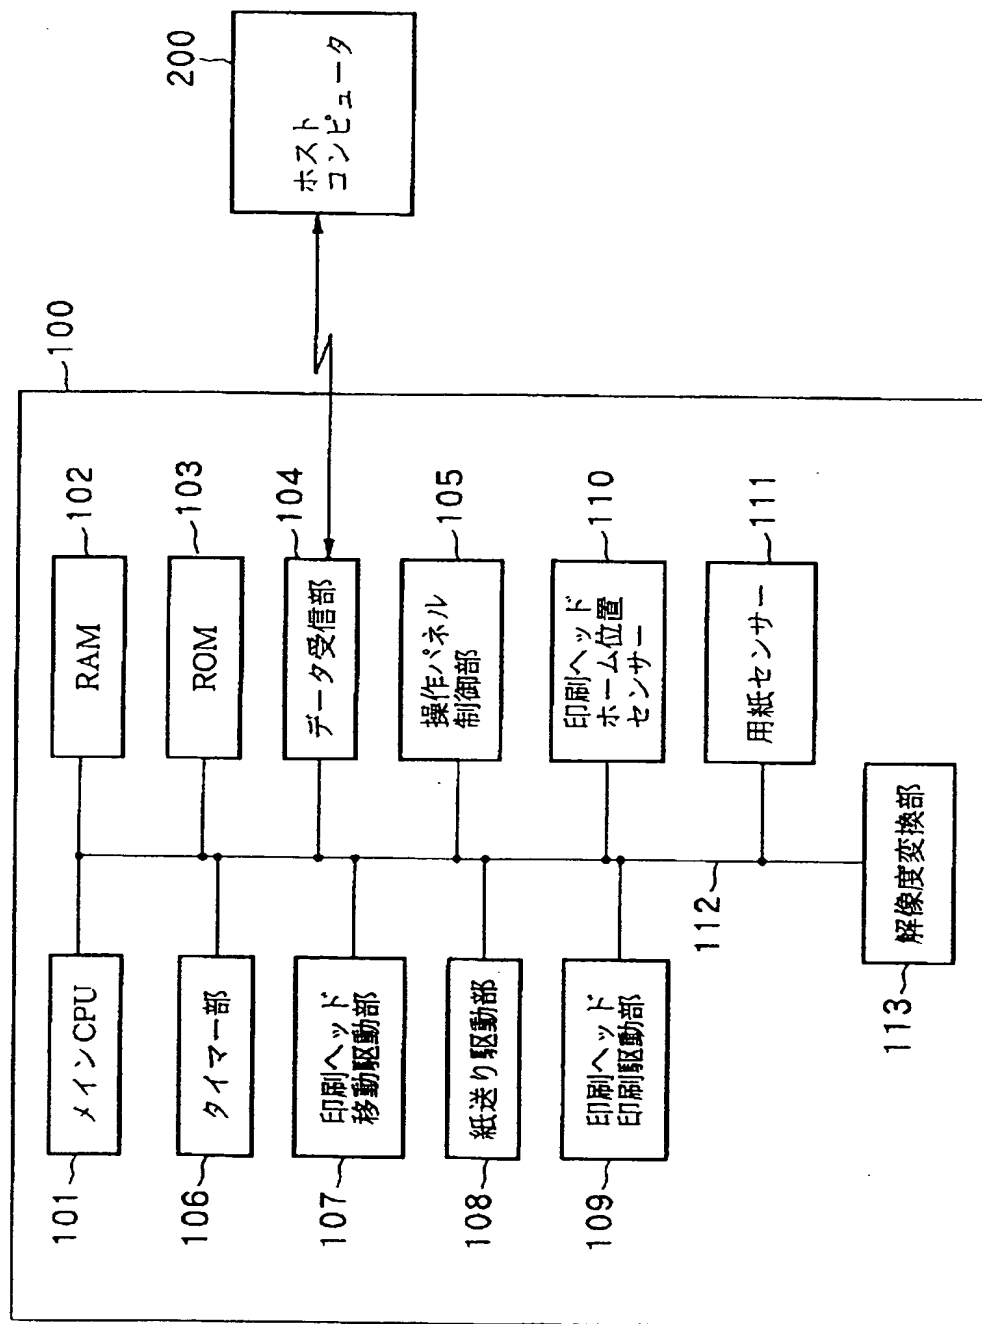 100
200
ホスト
コンピュータ
101
メインCPU
RAM
102
106
タイマー部
ROM
103
107
印刷ヘッド
移動駆動部
データ受信部
104
108
紙送り駆動部
操作パネル
制御部
105
109
印刷ヘッド
印刷駆動部
印刷ヘッド
ホーム位置
センサー
110
112
用紙センサー
111
113
解像度変換部